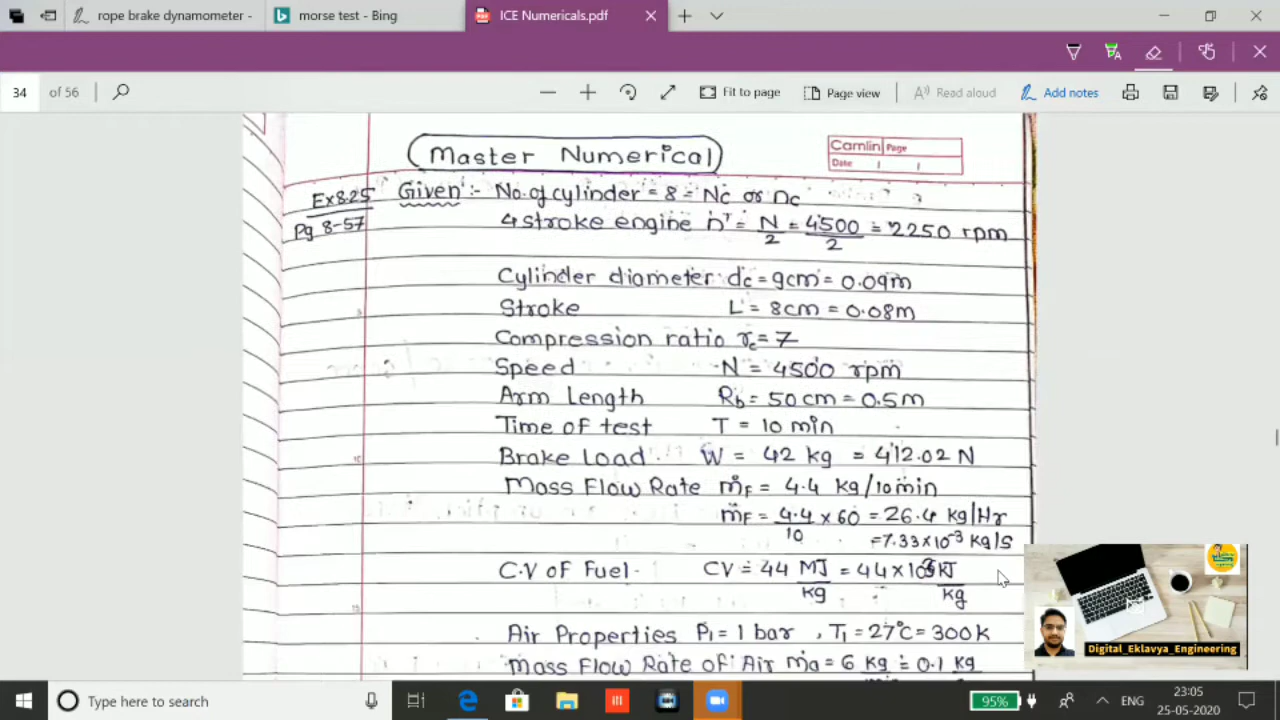 rope brake dynamometer -
morse test - Bing
ICE Numericals.pdf
34 of 56
Fit to page
Page view
Read aloud
Add notes
Master Numerical
Camlin Page
Date
Ex 8.25
Pg 8-57
Given :- No. of cylinder = 8 = Nc or nc
4 stroke engine n' = N/2 = 4500/2 = 2250 rpm
Cylinder diameter dc = 9cm = 0.09m
Stroke L = 8cm = 0.08m
Compression ratio rc = 7
Speed N = 4500 rpm
Arm Length Rb = 50 cm = 0.5m
Time of test T = 10 min
Brake Load W = 42 kg = 412.02 N
Mass Flow Rate ṁF = 4.4 kg/10min
ṁF = 4.4/10 x 60 = 26.4 kg/Hr
= 7.33 x 10⁻³ kg/s
C.V of Fuel CV = 44 MJ/kg = 44 x 10³ KJ/kg
Air Properties P₁ = 1 bar , T₁ = 27°C = 300K
Mass Flow Rate of Air ṁa = 6 kg = 0.1 kg
Digital_Eklavya_Engineering
Type here to search
95%
ENG
23:05
25-05-2020